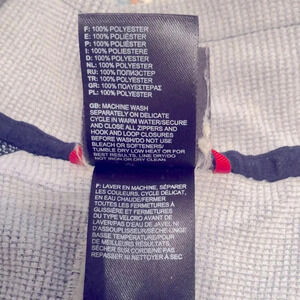 F: 100% POLYESTER
E: 100% POLIÉSTER
P: 100% POLIÉSTER
I: 100% POLIESTERE
D: 100% POLYESTER
NL: 100% POLYESTER
RU: 100% ПОЛИЭСТЕР
TR: 100% POLYESTER
GR: 100% ΠΟΛΥΕΣΤΕΡΑΣ
PL: 100% POLYESTER
GB: MACHINE WASH
SEPARATELY ON DELICATE
CYCLE IN WARM WATER/SECURE
AND CLOSE ALL ZIPPERS AND
HOOK AND LOOP CLOSURES
BEFORE WASHING/DO NOT USE
BLEACH OR SOFTENERS/
TUMBLE DRY LOW HEAT OR FOR
BEST RESULTS, LINE DRY/DO
NOT IRON OR DRY CLEAN
F: LAVER EN MACHINE, SÉPARER
LES COULEURS, CYCLE DÉLICAT,
EN EAU CHAUDE/FERMER
TOUTES LES FERMETURES À
GLISSIÈRE ET FERMETURES
DU TYPE VELCRO AVANT DE
LAVER/PAS D'EAU DE JAVEL NI
D'ASSOUPLISSEUR/SÈCHE-LINGE
BASSE TEMPÉRATURE/POUR
DE MEILLEURS RÉSULTATS,
SÉCHER SUR CORDE/NE PAS
REPASSER NI NETTOYER À SEC